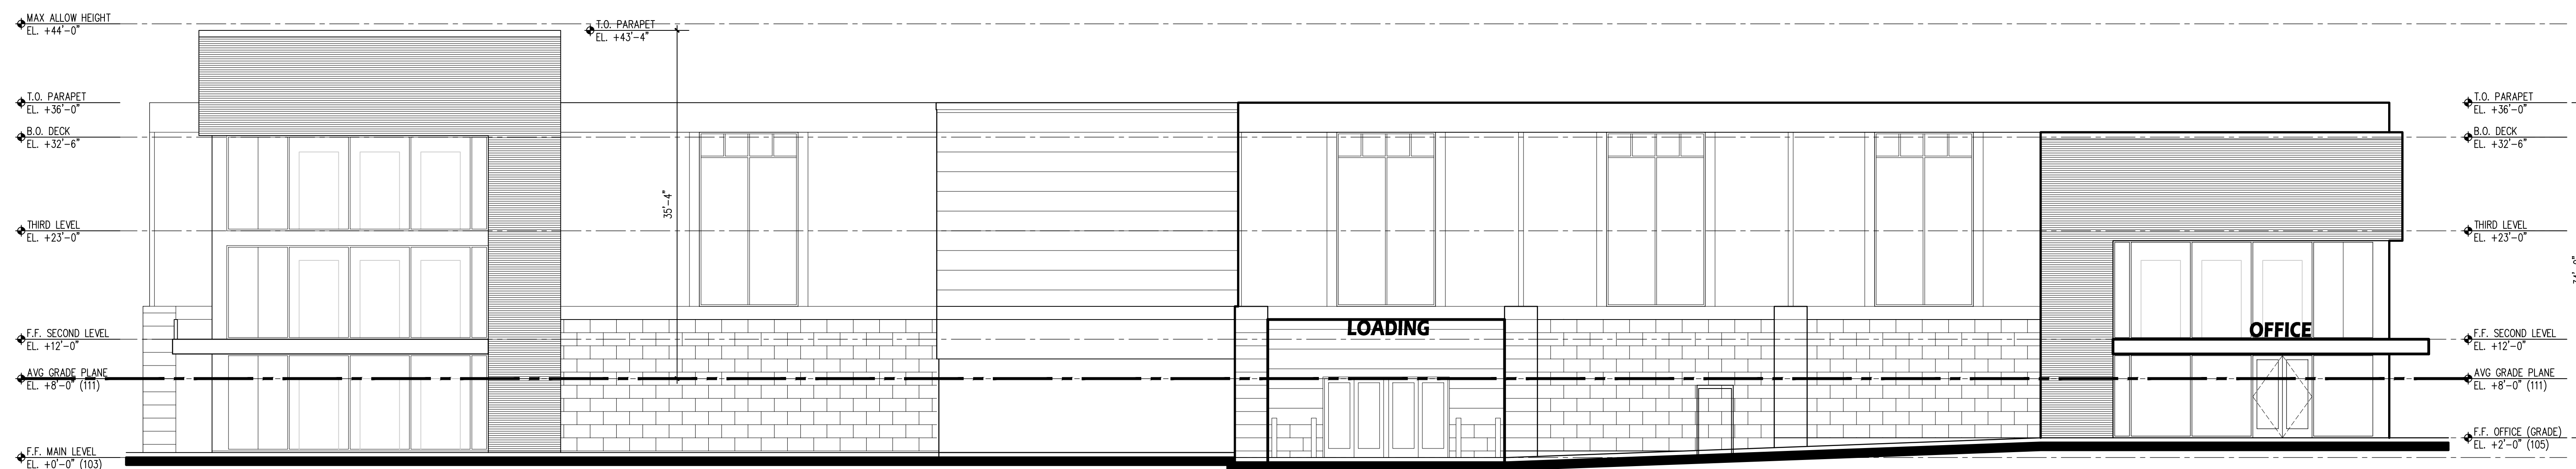 MAX ALLOW HEIGHT
EL. +44'-0"
T.O. PARAPET
EL. +43'-4"
T.O. PARAPET
EL. +36'-0"
T.O. PARAPET
EL. +36'-0"
B.O. DECK
EL. +32'-6"
B.O. DECK
EL. +32'-6"
35'-4"
THIRD LEVEL
EL. +23'-0"
THIRD LEVEL
EL. +23'-0"
LOADING
OFFICE
F.F. SECOND LEVEL
EL. +12'-0"
F.F. SECOND LEVEL
EL. +12'-0"
AVG GRADE PLANE
EL. +8'-0" (111)
AVG GRADE PLANE
EL. +8'-0" (111)
F.F. OFFICE (GRADE)
EL. +2'-0" (105)
F.F. MAIN LEVEL
EL. +0'-0" (103)